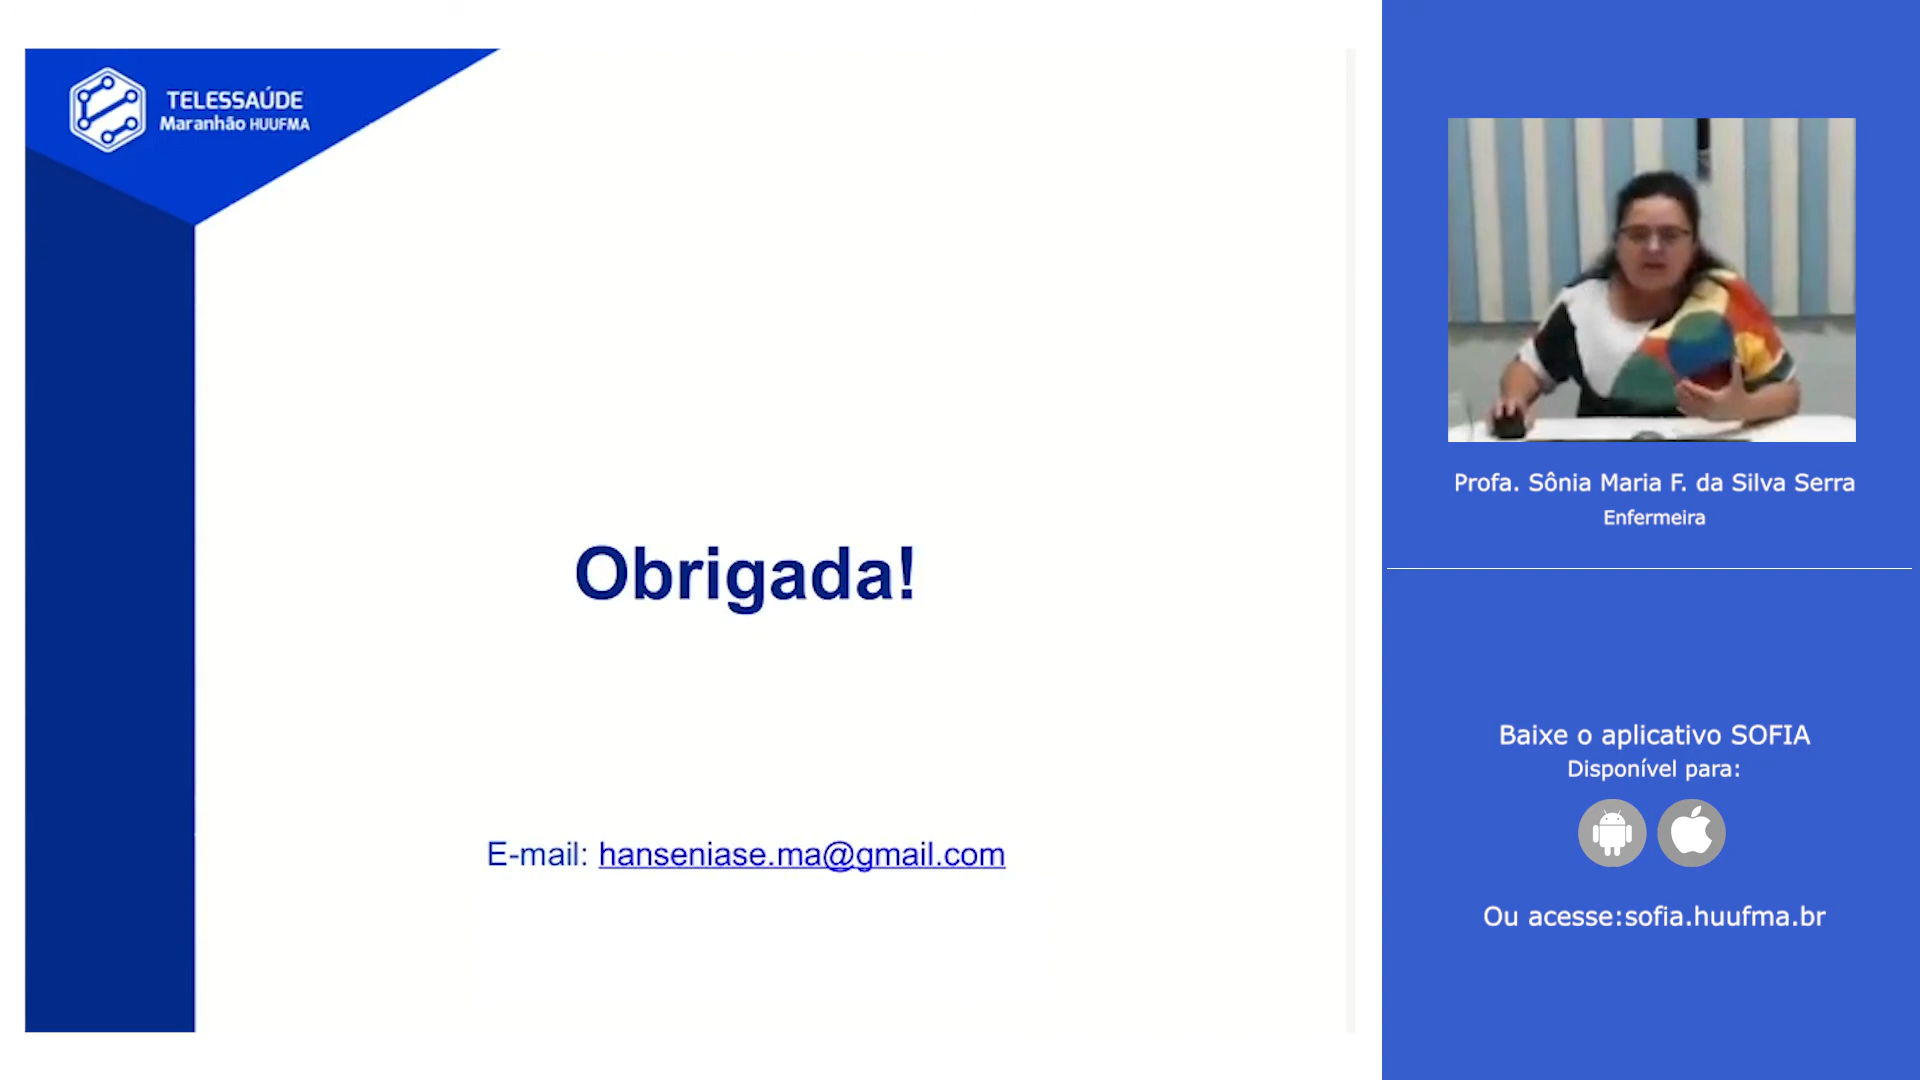 TELESSAÚDE
Maranhão HUUFMA
Obrigada!
E-mail: hanseniase.ma@gmail.com
Profa. Sônia Maria F. da Silva Serra
Enfermeira
Baixe o aplicativo SOFIA
Disponível para:
Ou acesse:sofia.huufma.br